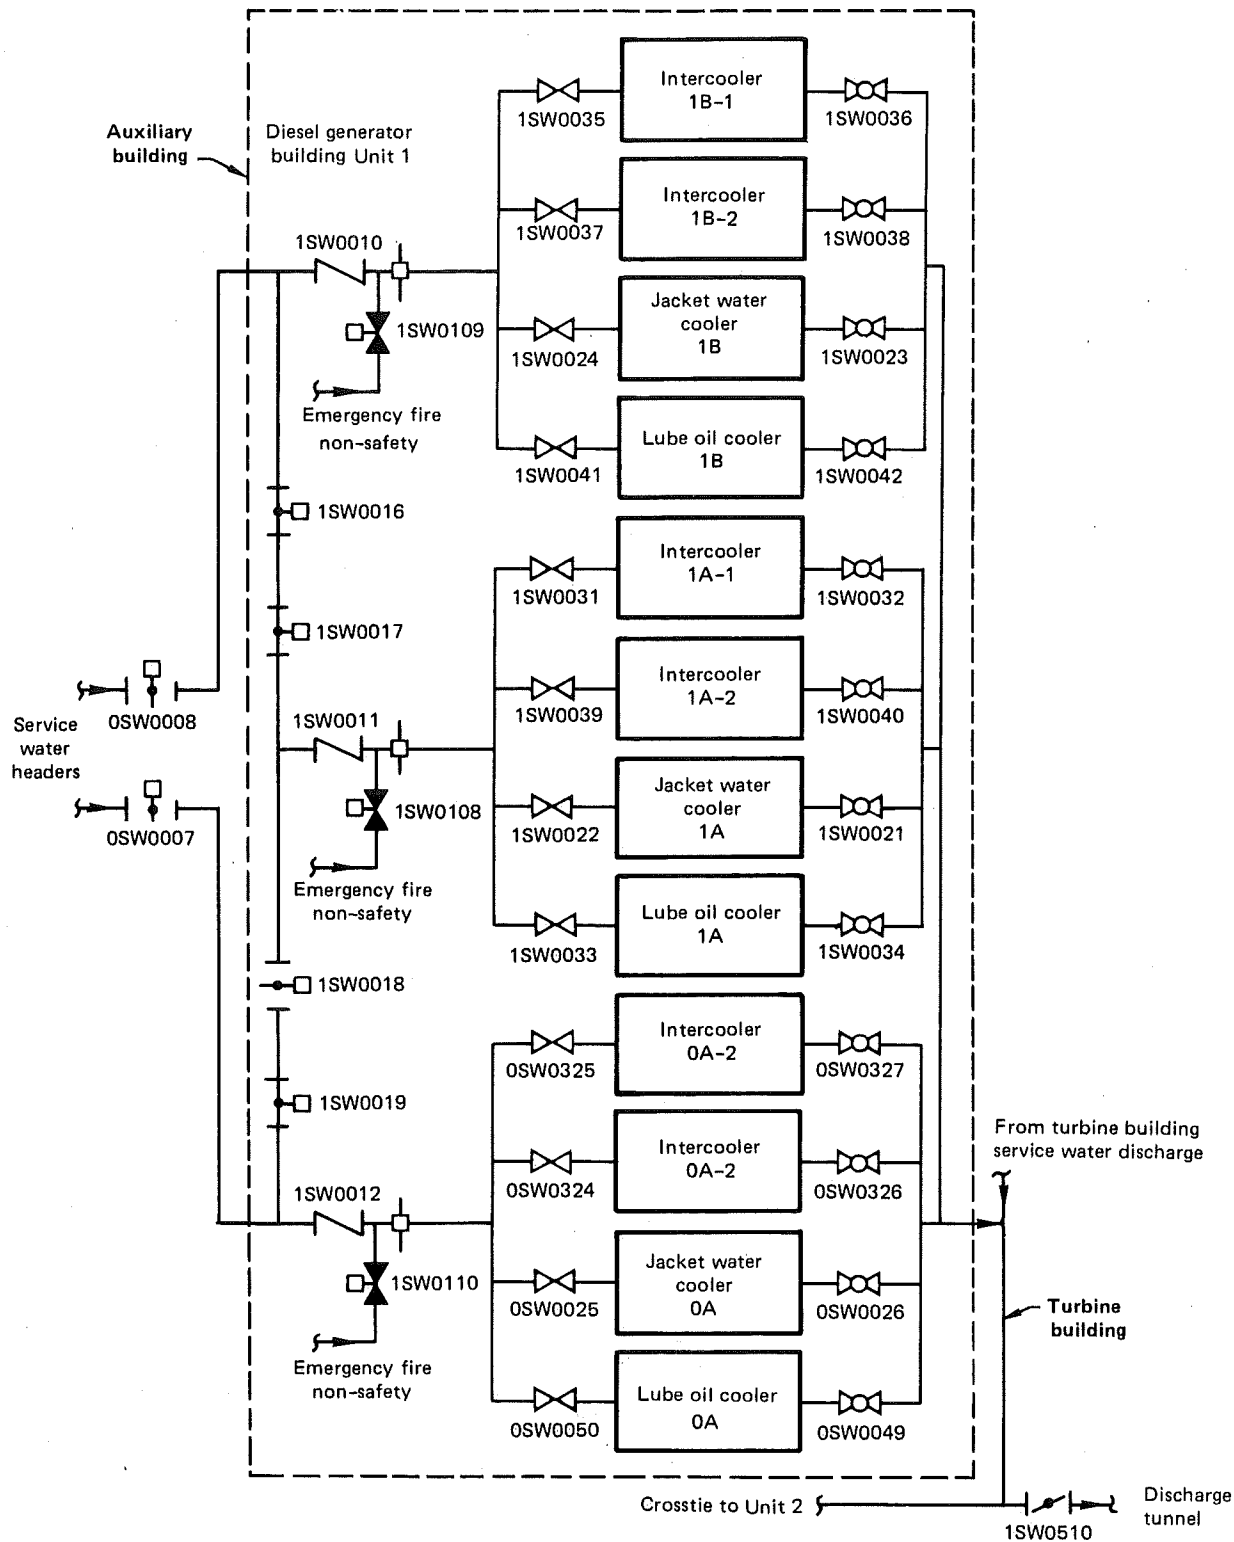 Auxiliary
building
Diesel generator
building Unit 1
Intercooler
1B-1
1SW0035
1SW0036
Intercooler
1B-2
1SW0037
1SW0038
1SW0010
Jacket water
cooler
1B
1SW0109
1SW0024
1SW0023
Emergency fire
non-safety
Lube oil cooler
1B
1SW0041
1SW0042
1SW0016
Intercooler
1A-1
1SW0031
1SW0032
1SW0017
Intercooler
1A-2
1SW0039
1SW0040
0SW0008
Service
water
headers
0SW0007
1SW0011
Jacket water
cooler
1A
1SW0108
1SW0022
1SW0021
Emergency fire
non-safety
Lube oil cooler
1A
1SW0033
1SW0034
1SW0018
Intercooler
0A-2
0SW0325
0SW0327
1SW0019
Intercooler
0A-2
0SW0324
0SW0326
From turbine building
service water discharge
1SW0012
Jacket water
cooler
0A
1SW0110
0SW0025
0SW0026
Turbine
building
Emergency fire
non-safety
Lube oil cooler
0A
0SW0050
0SW0049
Crosstie to Unit 2
1SW0510
Discharge
tunnel